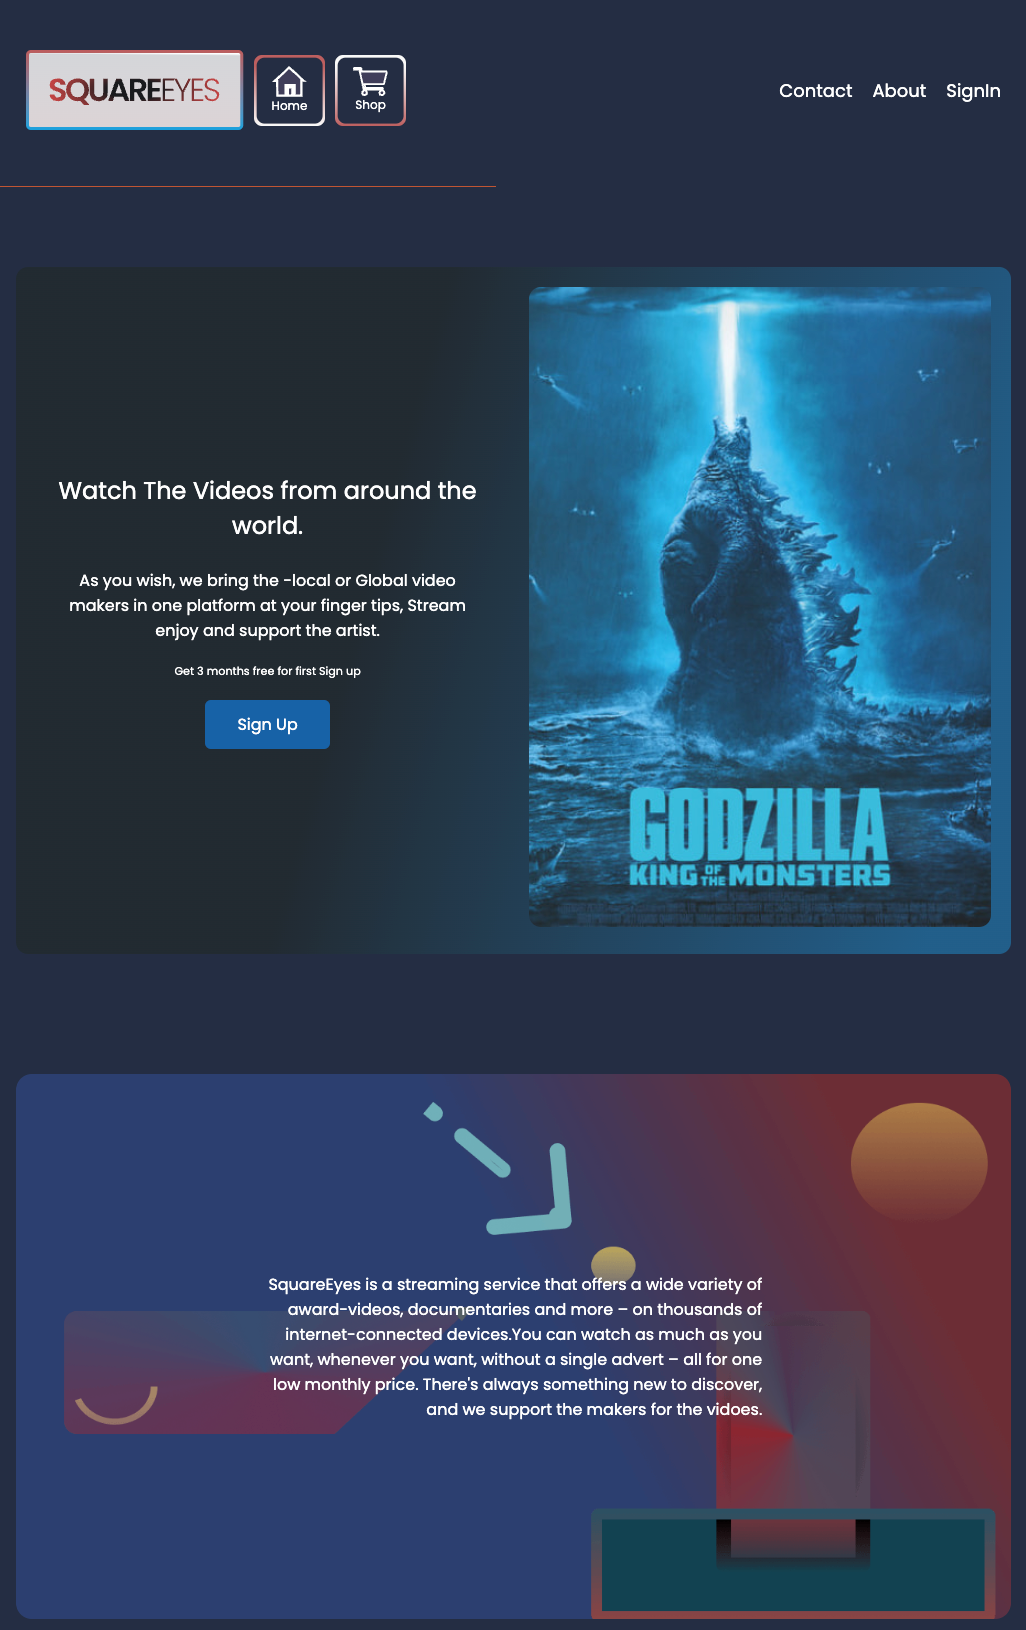 SQUAREEYES
Home
Shop
Contact About SignIn
Watch The Videos from around the
world.
As you wish, we bring the -local or Global video
makers in one platform at your finger tips, Stream
enjoy and support the artist.
Get 3 months free for first Sign up
Sign Up
GODZILLA
KING OF THE MONSTERS
SquareEyes is a streaming service that offers a wide variety of
award-videos, documentaries and more – on thousands of
internet-connected devices.You can watch as much as you
want, whenever you want, without a single advert – all for one
low monthly price. There's always something new to discover,
and we support the makers for the vidoes.